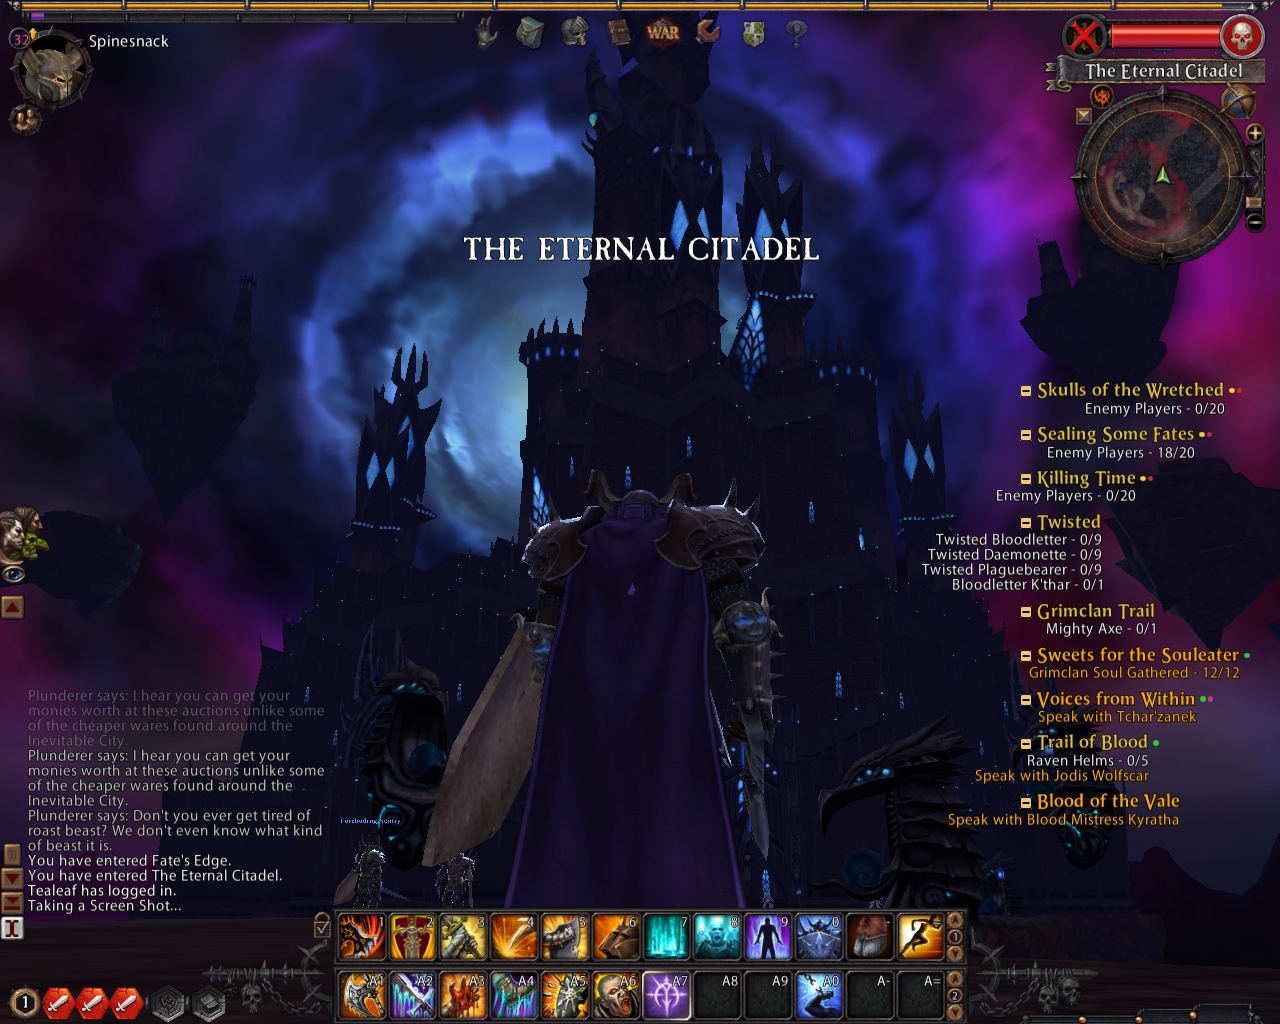 32
Spinesnack
WAR
The Eternal Citadel
THE ETERNAL CITADEL
Skulls of the Wretched
Enemy Players - 0/20
Sealing Some Fates
Enemy Players - 18/20
Killing Time
Enemy Players - 0/20
Twisted
Twisted Bloodletter - 0/9
Twisted Daemonette - 0/9
Twisted Plaguebearer - 0/9
Bloodletter K'thar - 0/1
Grimclan Trail
Mighty Axe - 0/1
Sweets for the Souleater
Grimclan Soul Gathered - 12/12
Voices from Within
Speak with Tchar'zanek
Trail of Blood
Raven Helms - 0/5
Speak with Jodis Wolfscar
Blood of the Vale
Speak with Blood Mistress Kyratha
Plunderer says: I hear you can get your
monies worth at these auctions unlike some
of the cheaper wares found around the
Inevitable City.
Plunderer says: I hear you can get your
monies worth at these auctions unlike some
of the cheaper wares found around the
Inevitable City.
Plunderer says: Don't you ever get tired of
roast beast? We don't even know what kind
of beast it is.
You have entered Fate's Edge.
You have entered The Eternal Citadel.
Tealeaf has logged in.
Taking a Screen Shot...
Foreboding Sentry
1 2 3 4 5 6 7 8 9 0 - =
1
A1 A2 A3 A4 A5 A6 A7 A8 A9 A0 A- A=
2
1